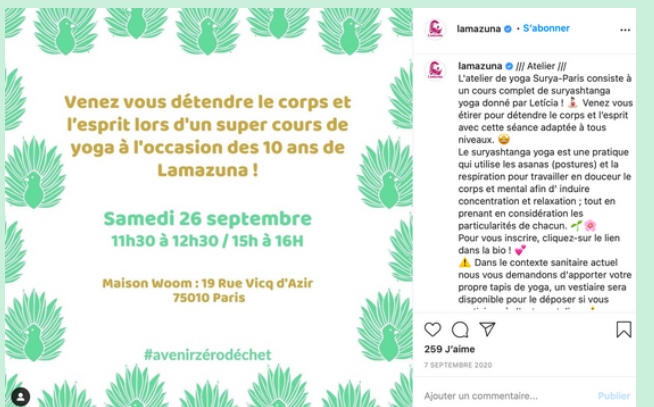 Venez vous détendre le corps et
l'esprit lors d'un super cours de
yoga à l'occasion des 10 ans de
Lamazuna !
Samedi 26 septembre
11h30 à 12h30 / 15h à 16H
Maison Woom : 19 Rue Vicq d'Azir
75010 Paris
#avenirzérodéchet
lamazuna • S'abonner
lamazuna /// Atelier ///
L'atelier de yoga Surya-Paris consiste à
un cours complet de suryashtanga
yoga donné par Letícia ! Venez vous
étirer pour détendre le corps et l'esprit
avec cette séance adaptée à tous
niveaux.
Le suryashtanga yoga est une pratique
qui utilise les asanas (postures) et la
respiration pour travailler en douceur le
corps et mental afin d' induire
concentration et relaxation ; tout en
prenant en considération les
particularités de chacun.
Pour vous inscrire, cliquez-sur le lien
dans la bio !
Dans le contexte sanitaire actuel
nous vous demandons d'apporter votre
propre tapis de yoga, un vestiaire sera
disponible pour le déposer si vous
259 J'aime
7 SEPTEMBRE 2020
Ajouter un commentaire...
Publier